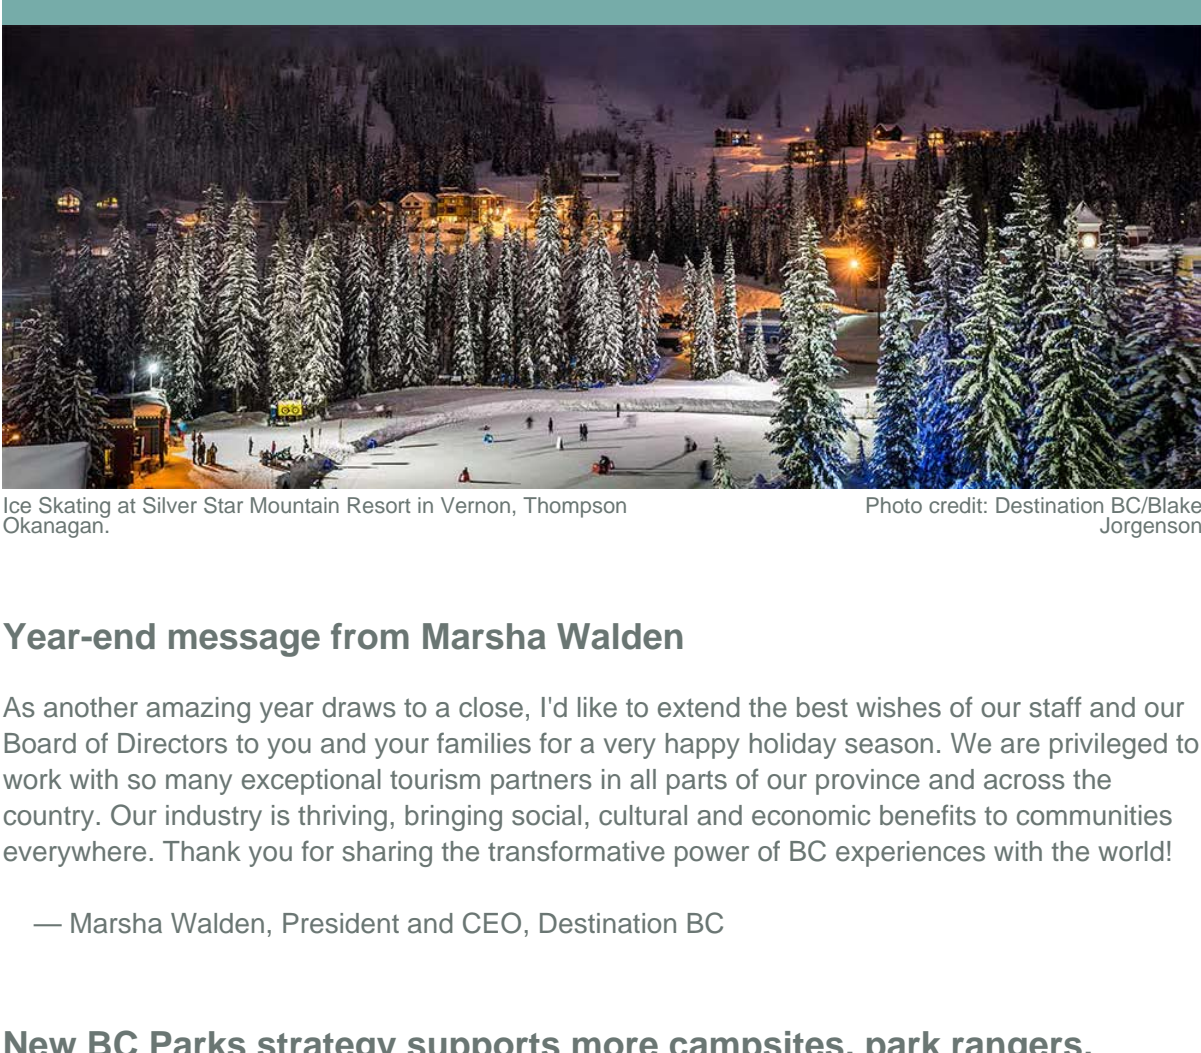 Ice Skating at Silver Star Mountain Resort in Vernon, Thompson
Okanagan.
Photo credit: Destination BC/Blake
Jorgenson
Year-end message from Marsha Walden
As another amazing year draws to a close, I'd like to extend the best wishes of our staff and our
Board of Directors to you and your families for a very happy holiday season. We are privileged to
work with so many exceptional tourism partners in all parts of our province and across the
country. Our industry is thriving, bringing social, cultural and economic benefits to communities
everywhere. Thank you for sharing the transformative power of BC experiences with the world!
— Marsha Walden, President and CEO, Destination BC
New BC Parks strategy supports more campsites, park rangers,